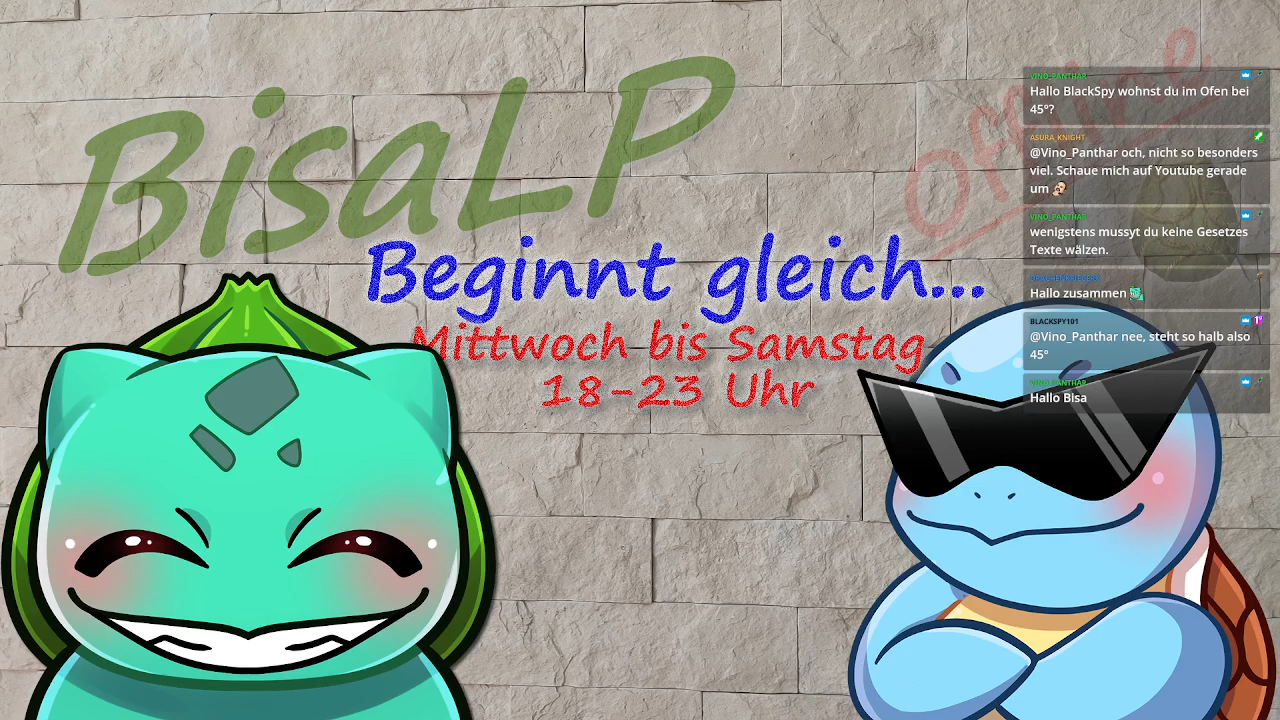 BisaLP
Offline
Beginnt gleich...
Mittwoch bis Samstag
18-23 Uhr
VINO_PANTHAR
Hallo BlackSpy wohnst du im Ofen bei
45°?
ASURA_KNIGHT
@Vino_Panthar och, nicht so besonders
viel. Schaue mich auf Youtube gerade
um
VINO_PANTHAR
wenigstens mussyt du keine Gesetzes
Texte wälzen.
Hallo zusammen
BLACKSPY101
@Vino_Panthar nee, steht so halb also
45°
VINO_PANTHAR
Hallo Bisa